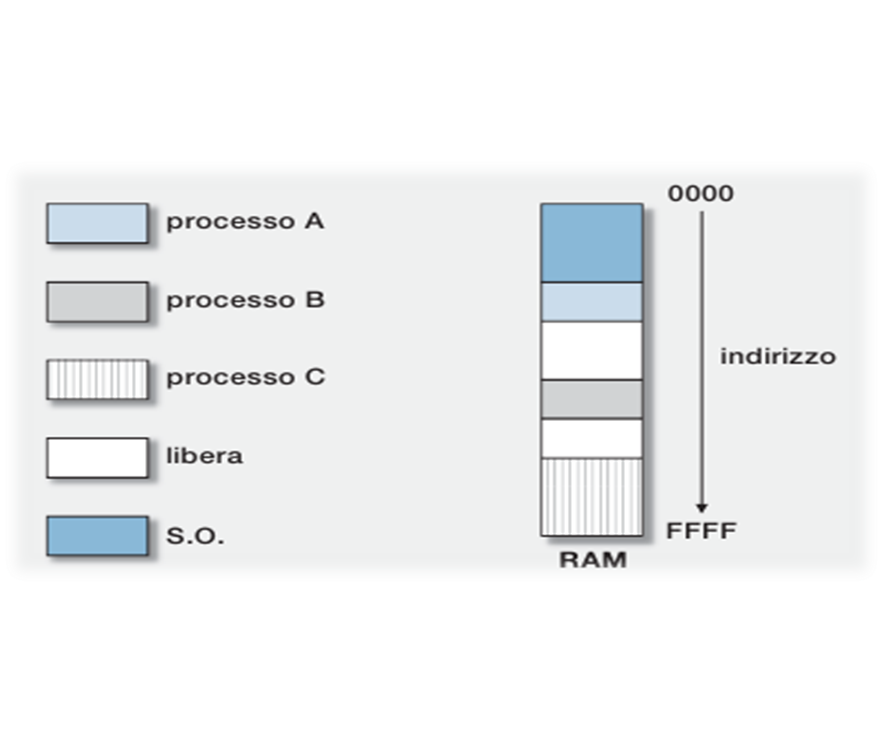 processo A
processo B
processo C
libera
S.O.
0000
indirizzo
FFFF
RAM